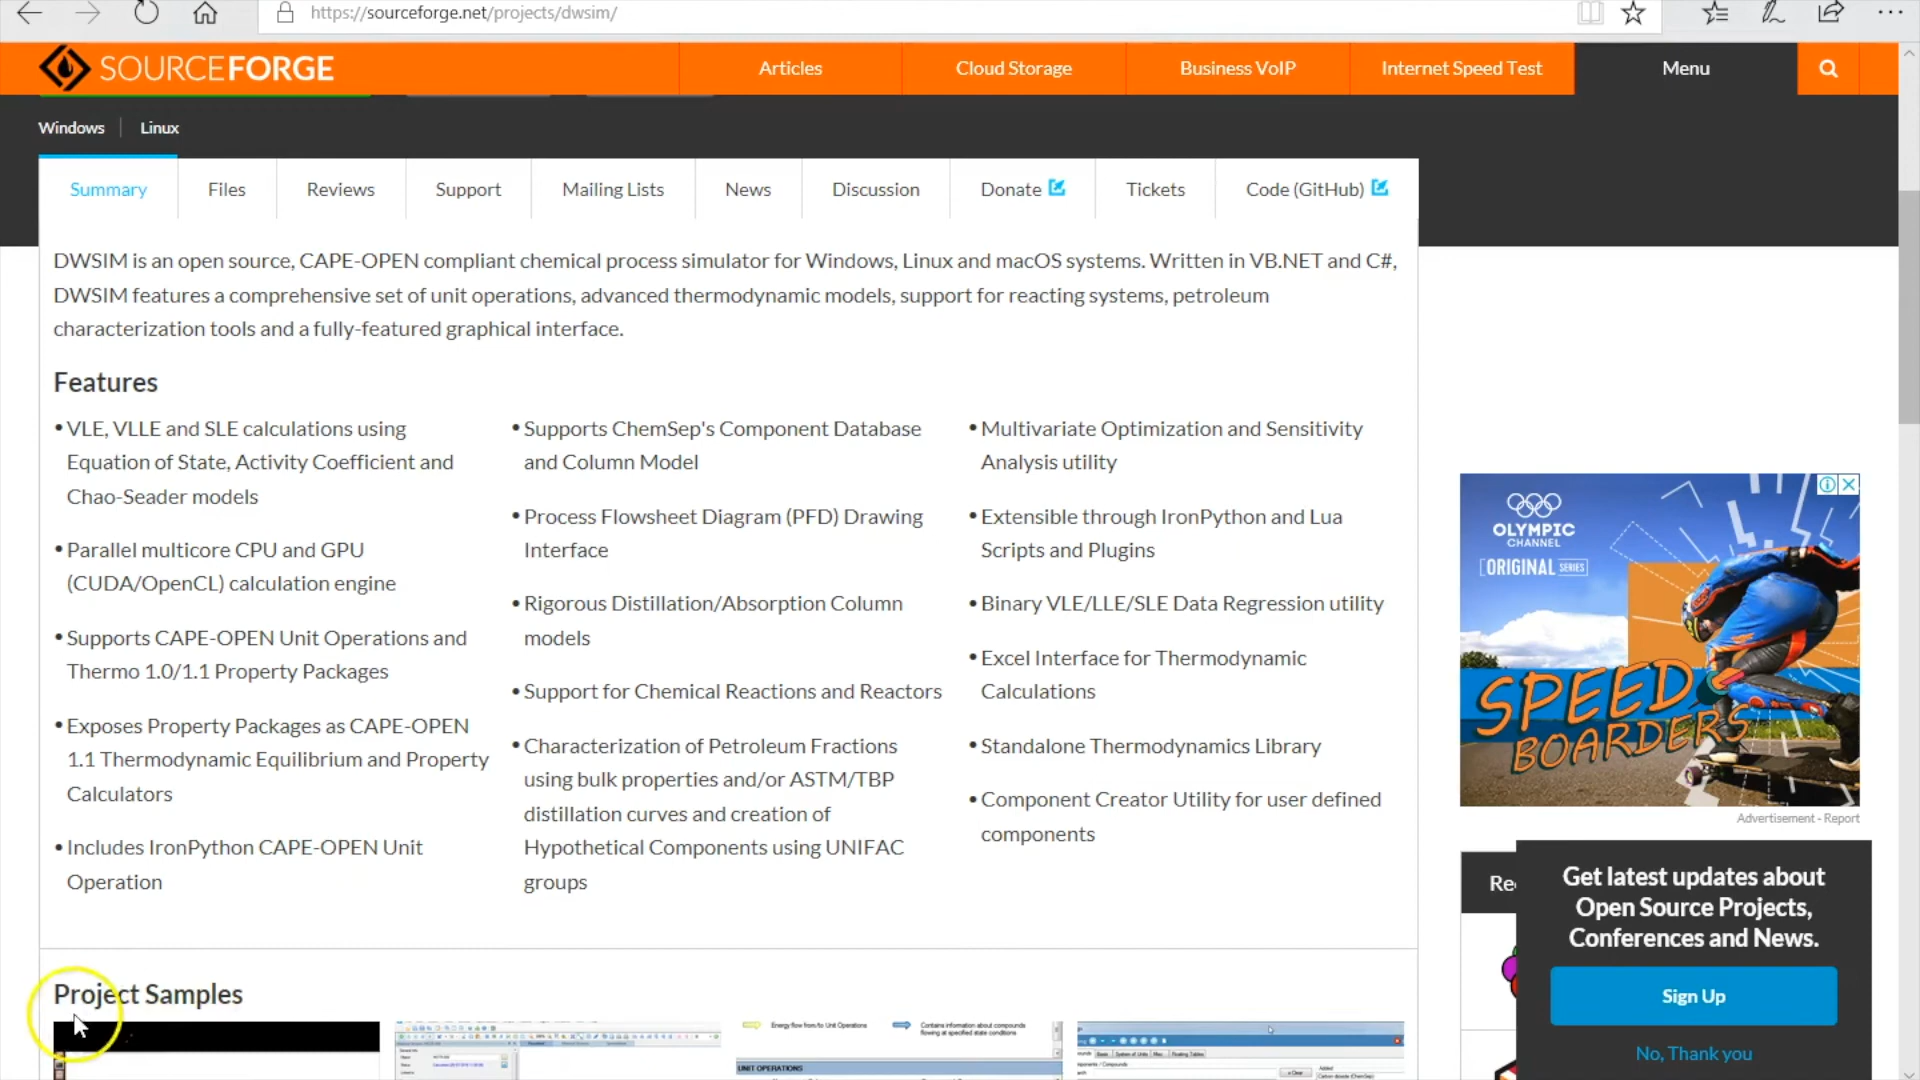 https://sourceforge.net/projects/dwsim/
SOURCEFORGE
Articles
Cloud Storage
Business VoIP
Internet Speed Test
Menu
Windows
Linux
Summary
Files
Reviews
Support
Mailing Lists
News
Discussion
Donate
Tickets
Code (GitHub)
DWSIM is an open source, CAPE-OPEN compliant chemical process simulator for Windows, Linux and macOS systems. Written in VB.NET and C#,
DWSIM features a comprehensive set of unit operations, advanced thermodynamic models, support for reacting systems, petroleum
characterization tools and a fully-featured graphical interface.
Features
• VLE, VLLE and SLE calculations using
Equation of State, Activity Coefficient and
Chao-Seader models
• Parallel multicore CPU and GPU
(CUDA/OpenCL) calculation engine
• Supports CAPE-OPEN Unit Operations and
Thermo 1.0/1.1 Property Packages
• Exposes Property Packages as CAPE-OPEN
1.1 Thermodynamic Equilibrium and Property
Calculators
• Includes IronPython CAPE-OPEN Unit
Operation
• Supports ChemSep's Component Database
and Column Model
• Process Flowsheet Diagram (PFD) Drawing
Interface
• Rigorous Distillation/Absorption Column
models
• Support for Chemical Reactions and Reactors
• Characterization of Petroleum Fractions
using bulk properties and/or ASTM/TBP
distillation curves and creation of
Hypothetical Components using UNIFAC
groups
• Multivariate Optimization and Sensitivity
Analysis utility
• Extensible through IronPython and Lua
Scripts and Plugins
• Binary VLE/LLE/SLE Data Regression utility
• Excel Interface for Thermodynamic
Calculations
• Standalone Thermodynamics Library
• Component Creator Utility for user defined
components
OLYMPIC
CHANNEL
ORIGINAL SERIES
SPEED
BOARDERS
Advertisement - Report
Get latest updates about
Open Source Projects,
Conferences and News.
Sign Up
No, Thank you
Project Samples
Energy flow from/to Unit Operations
Contains information about compounds
flowing at specified state conditions
UNIT OPERATIONS